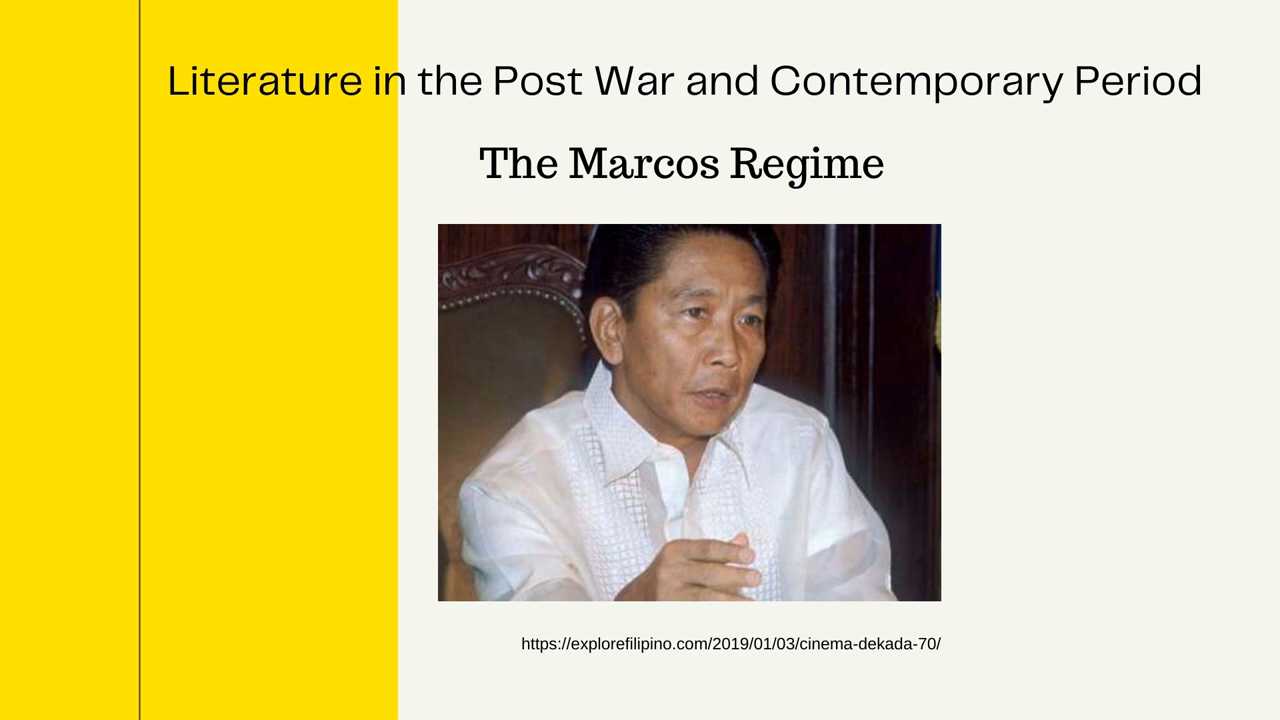 Literature in the Post War and Contemporary Period
The Marcos Regime
https://explorefilipino.com/2019/01/03/cinema-dekada-70/